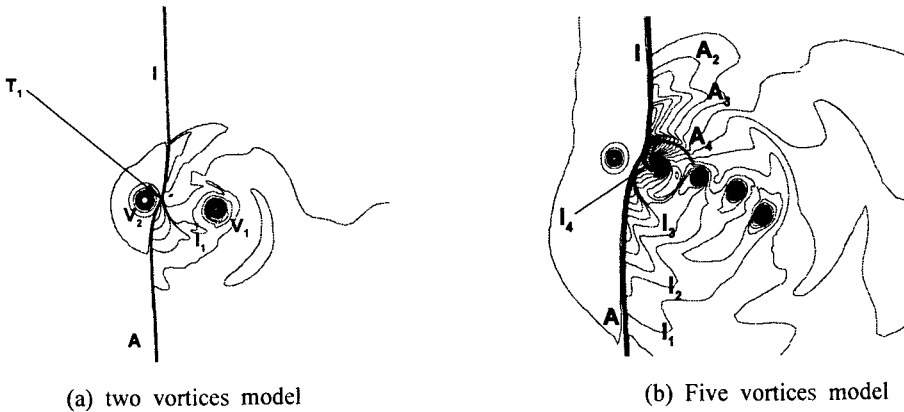 I
T₁
V₂
V₁
I₁
A
(a) two vortices model
I
A₂
A₃
A₄
I₄
I₃
I₂
A
I₁
(b) Five vortices model